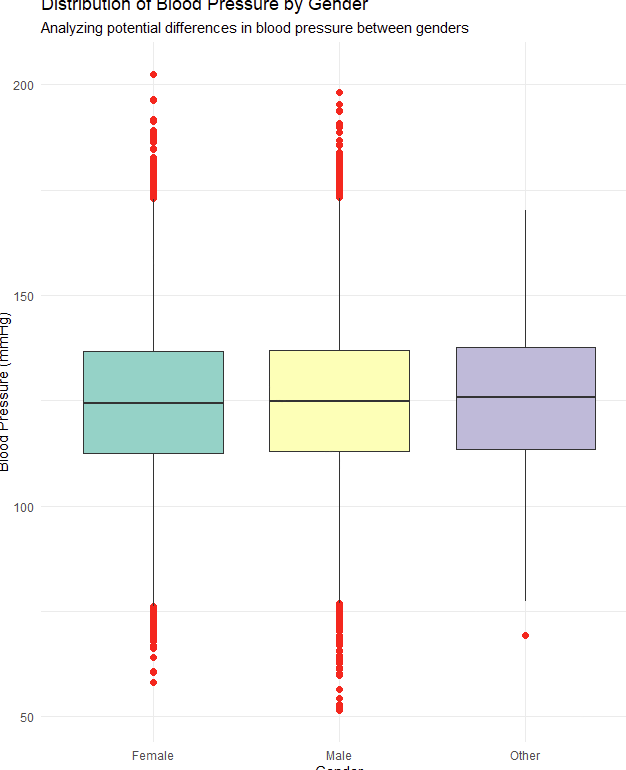 Distribution of Blood Pressure by Gender
Analyzing potential differences in blood pressure between genders
200
150
100
50
Blood Pressure (mmHg)
Female Male Other
Gender